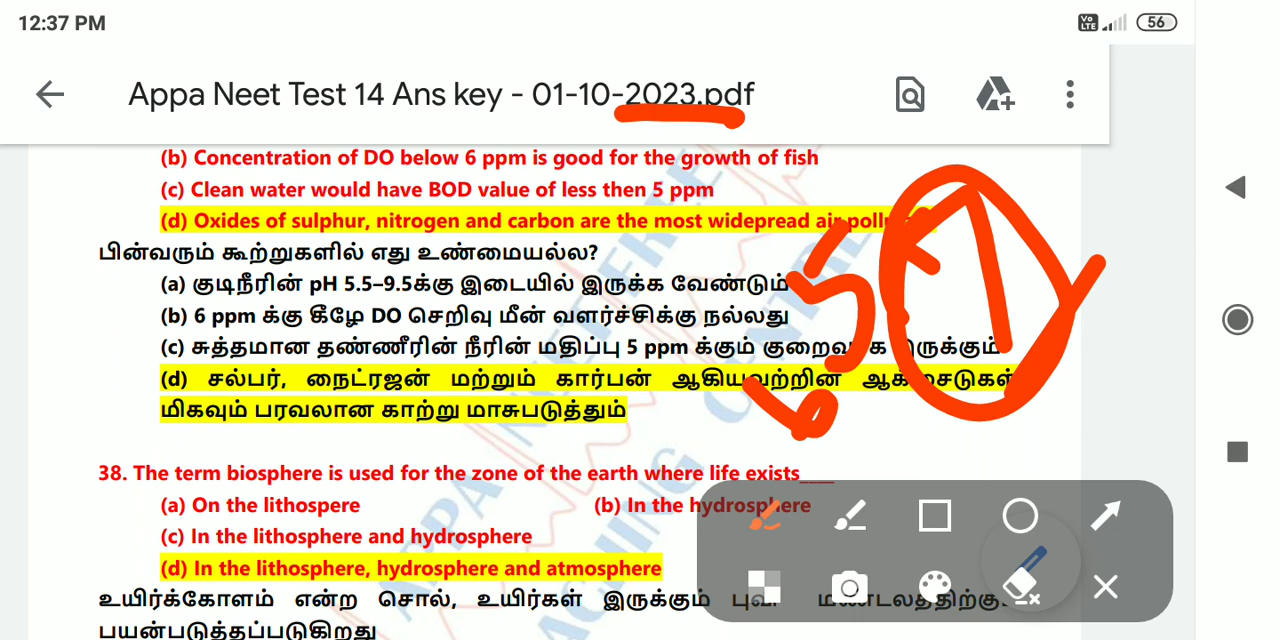 12:37 PM
Vo LTE 56
Appa Neet Test 14 Ans key - 01-10-2023.pdf
(b) Concentration of DO below 6 ppm is good for the growth of fish
(c) Clean water would have BOD value of less then 5 ppm
(d) Oxides of sulphur, nitrogen and carbon are the most widepread air
பின்வரும் கூற்றுகளில் எது உண்மையல்ல?
(a) குடிநீரின் pH 5.5–9.5க்கு இடையில் இருக்க வேண்டும்
(b) 6 ppm க்கு கீழே DO செறிவு மீன் வளர்ச்சிக்கு நல்லது
(c) சுத்தமான தண்ணீரின் நீரின் மதிப்பு 5 ppm க்கும் இருக்கும்
(d) சல்பர், நைட்ரஜன் மற்றும் கார்பன் ஆகியவற்றின்
மிகவும் பரவலான காற்று மாசுபடுத்தும்
38. The term biosphere is used for the zone of the earth where life exists____
(a) On the lithospere (b) In the hydrosphere
(c) In the lithosphere and hydrosphere
(d) In the lithosphere, hydrosphere and atmosphere
உயிர்க்கோளம் என்ற சொல், உயிர்கள் இருக்கும்
பயன்படுத்தப்படுகிறது